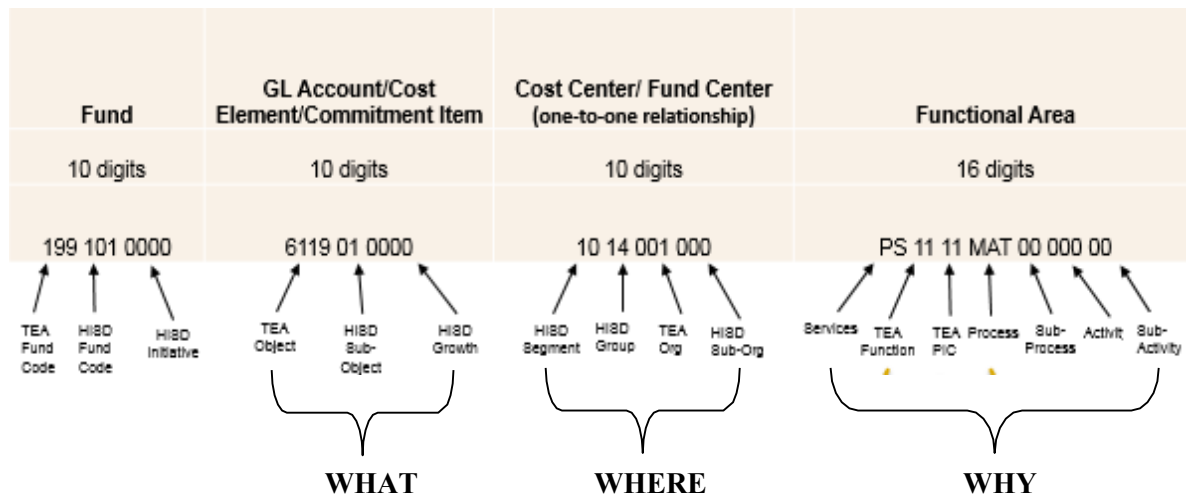 Fund
GL Account/Cost
Element/Commitment Item
Cost Center/ Fund Center
(one-to-one relationship)
Functional Area
10 digits
10 digits
10 digits
16 digits
199 101 0000
6119 01 0000
10 14 001 000
PS 11 11 MAT 00 000 00
TEA
Fund
Code
HISD
Fund
Code
HISD
Initiative
TEA
Object
HISD
Sub-
Object
HISD
Growth
HISD
Segment
HISD
Group
TEA
Org
HISD
Sub-Org
Services
TEA
Function
TEA
PIC
Process
Sub-
Process
Activit
Sub-
Activity
WHAT
WHERE
WHY